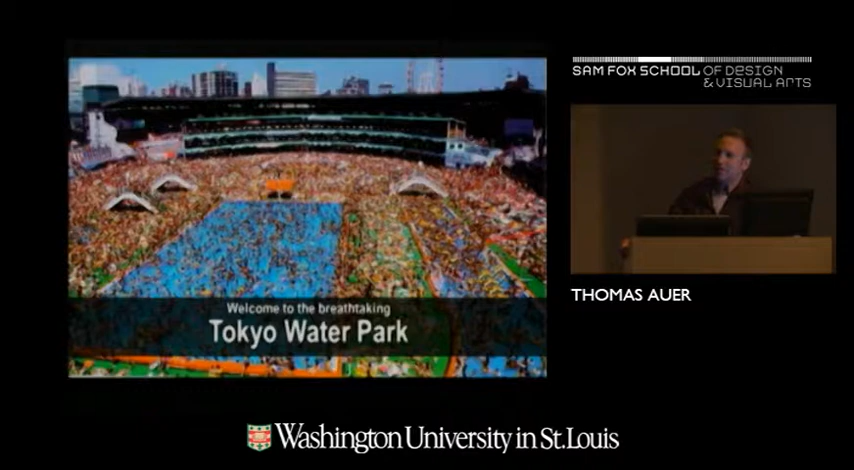 SAM FOX SCHOOL OF DESIGN
& VISUAL ARTS
Welcome to the breathtaking
Tokyo Water Park
THOMAS AUER
Washington University in St. Louis